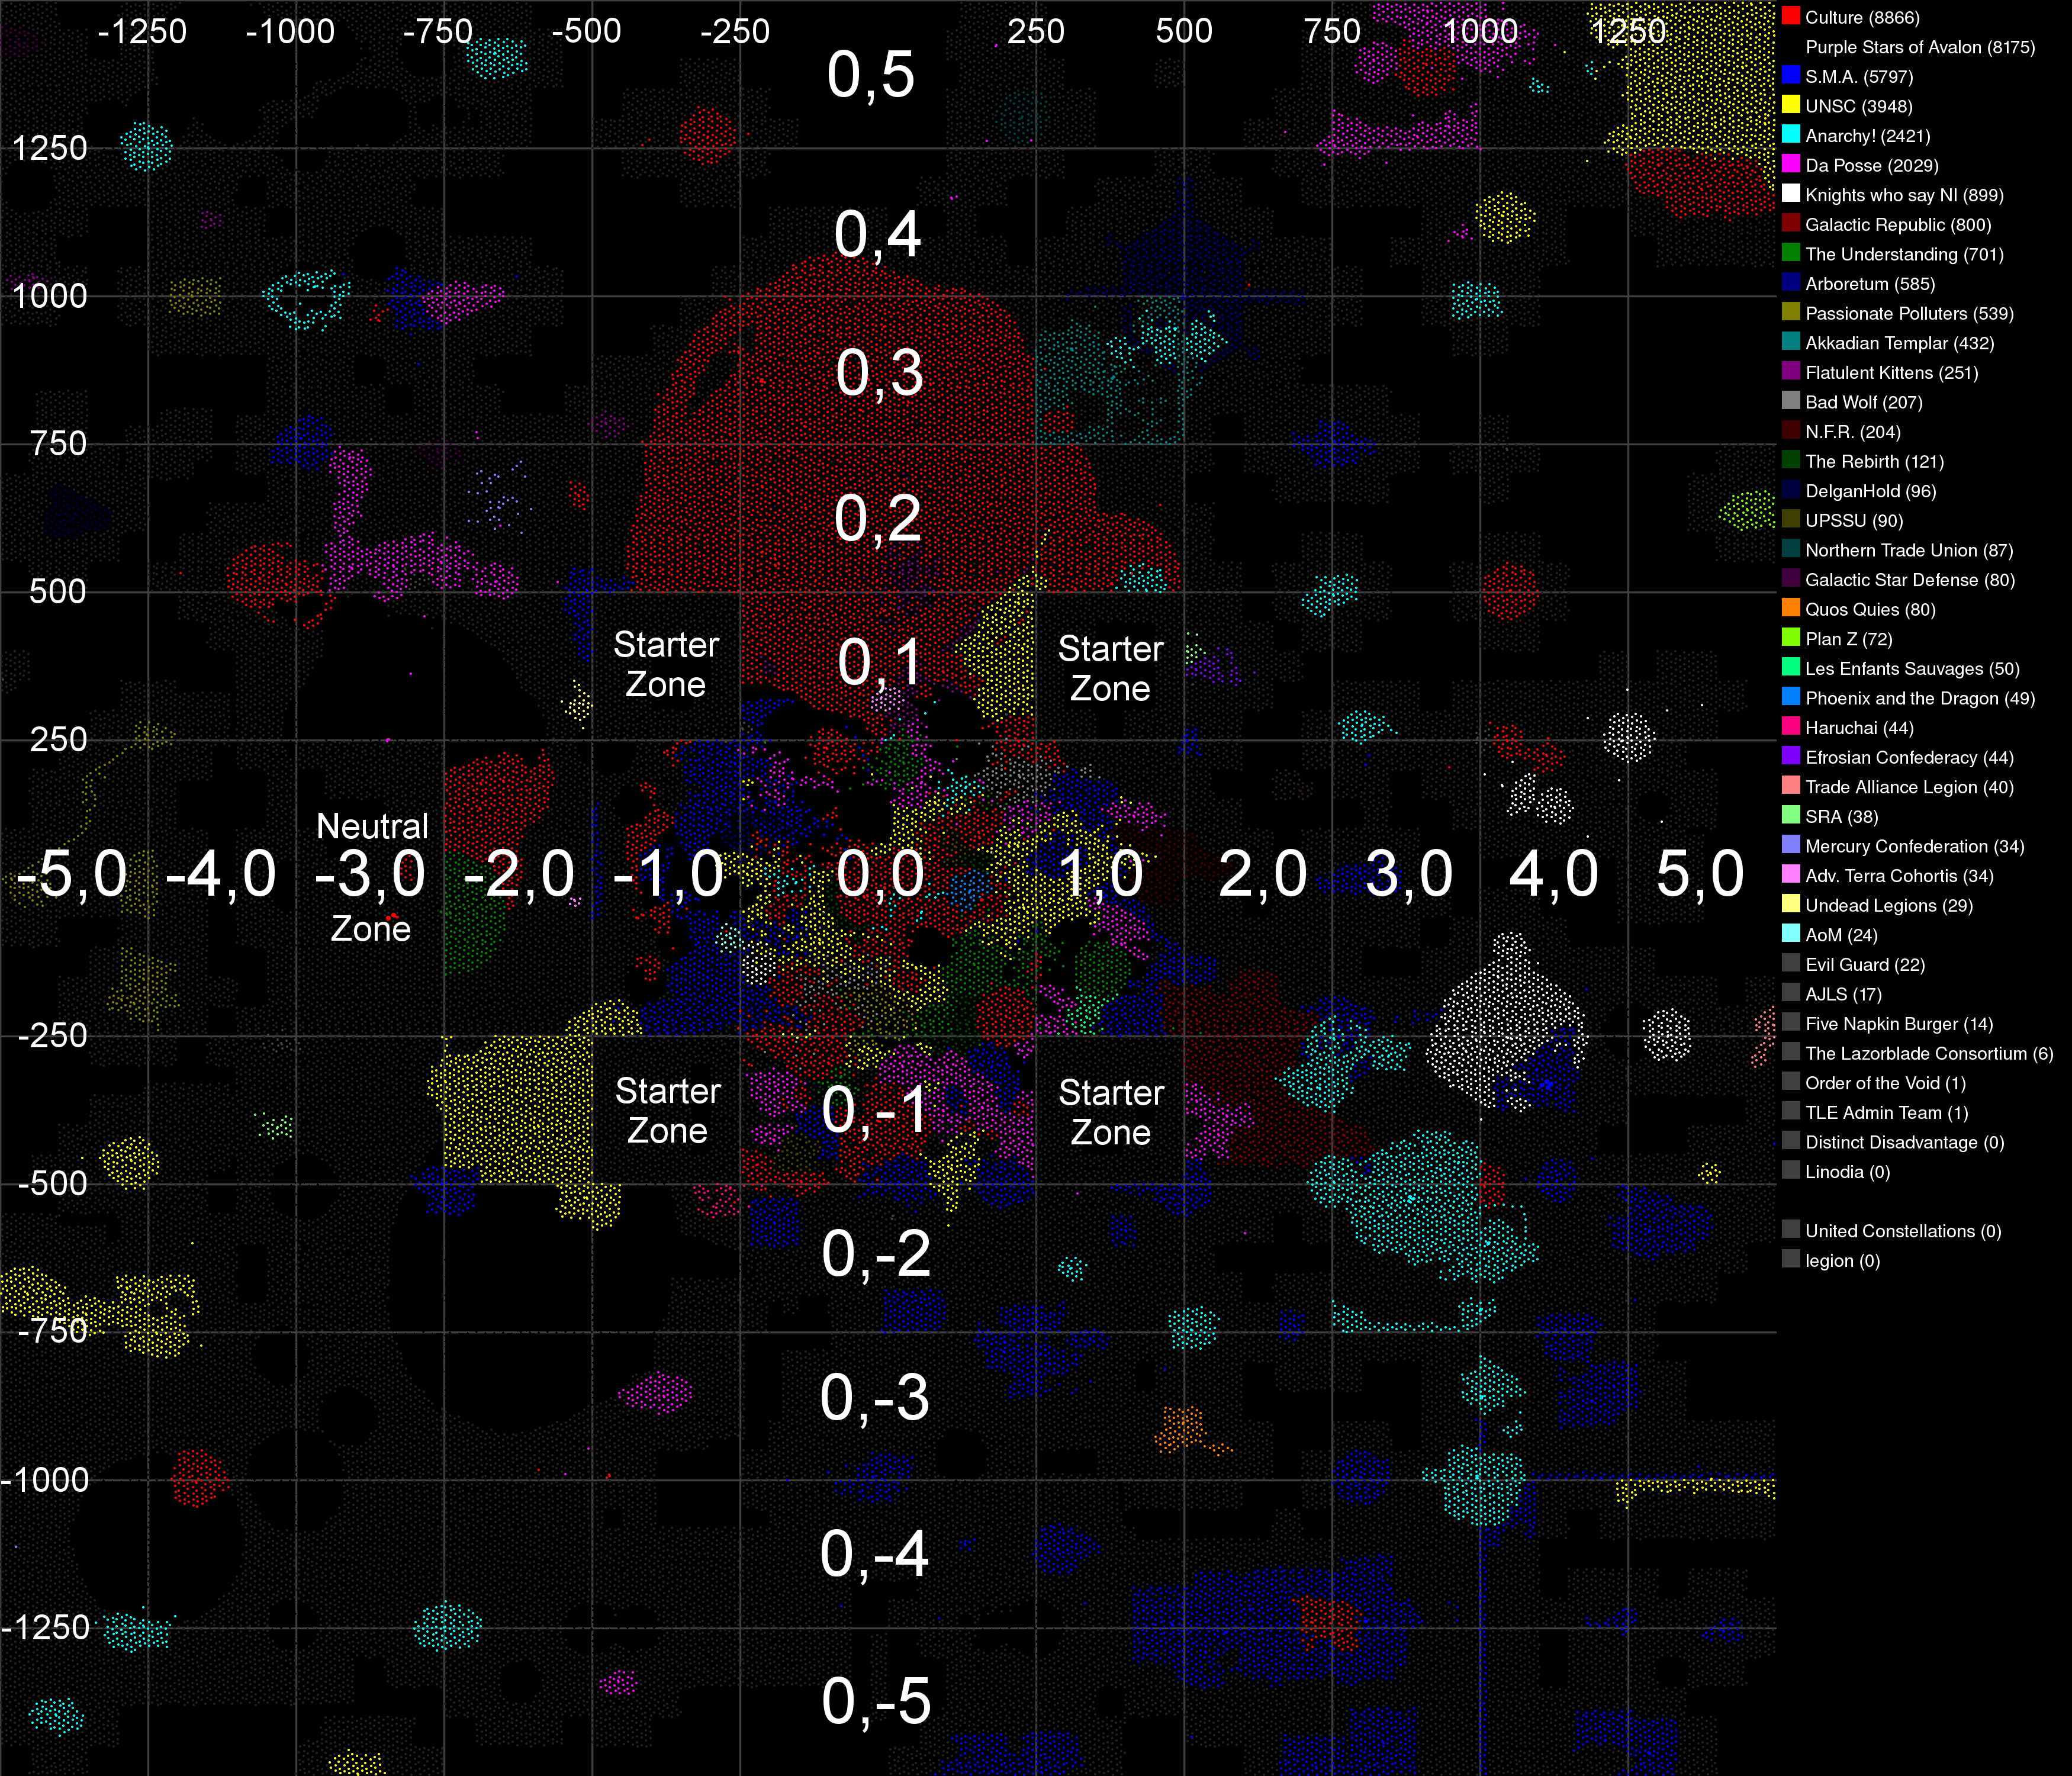 -1250 -1000 -750 -500 -250 250 500 750 1000 1250
0,5
1250
0,4
1000
0,3
750
0,2
500
Starter
Zone
0,1
Starter
Zone
250
Neutral
-5,0 -4,0 -3,0 -2,0 -1,0 0,0 1,0 2,0 3,0 4,0 5,0
Zone
-250
Starter
Zone
0,-1
Starter
Zone
-500
0,-2
-750
0,-3
-1000
0,-4
-1250
0,-5
Culture (8866)
Purple Stars of Avalon (8175)
S.M.A. (5797)
UNSC (3948)
Anarchy! (2421)
Da Posse (2029)
Knights who say NI (899)
Galactic Republic (800)
The Understanding (701)
Arboretum (585)
Passionate Polluters (539)
Akkadian Templar (432)
Flatulent Kittens (251)
Bad Wolf (207)
N.F.R. (204)
The Rebirth (121)
DelganHold (96)
UPSSU (90)
Northern Trade Union (87)
Galactic Star Defense (80)
Quos Quies (80)
Plan Z (72)
Les Enfants Sauvages (50)
Phoenix and the Dragon (49)
Haruchai (44)
Efrosian Confederacy (44)
Trade Alliance Legion (40)
SRA (38)
Mercury Confederation (34)
Adv. Terra Cohortis (34)
Undead Legions (29)
AoM (24)
Evil Guard (22)
AJLS (17)
Five Napkin Burger (14)
The Lazorblade Consortium (6)
Order of the Void (1)
TLE Admin Team (1)
Distinct Disadvantage (0)
Linodia (0)
United Constellations (0)
legion (0)